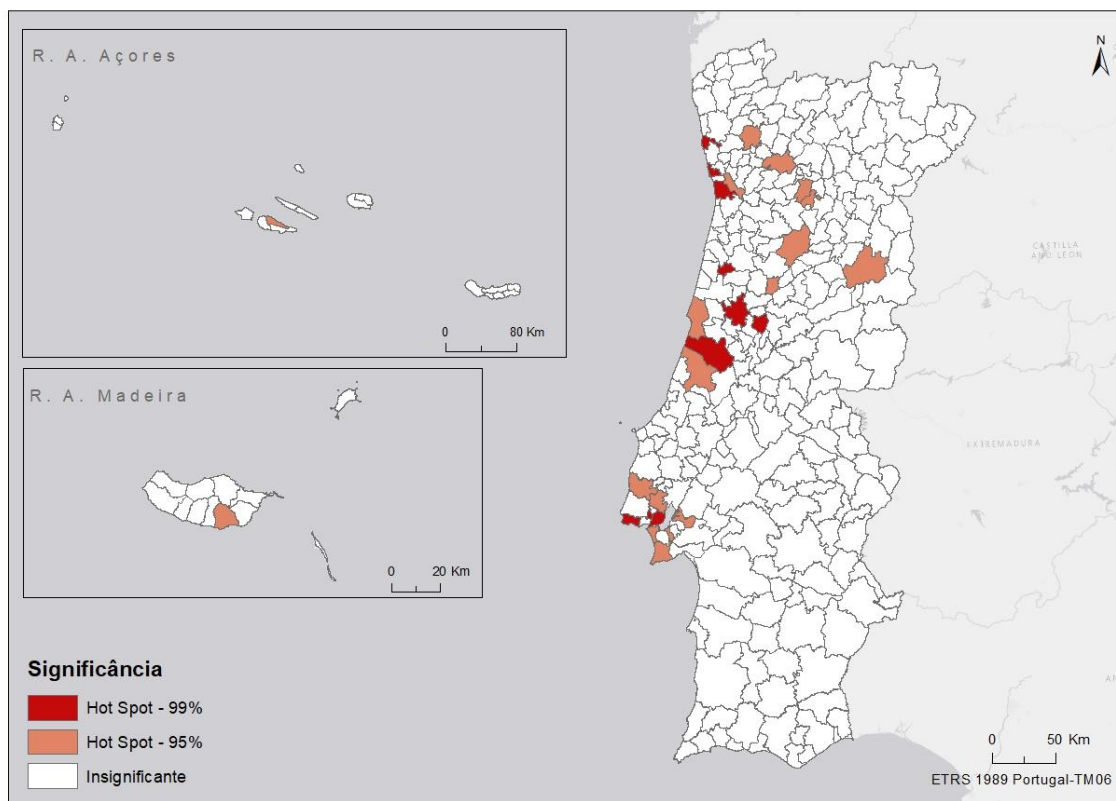 R. A. Açores
0 80 Km
R. A. Madeira
0 20 Km
Significância
Hot Spot - 99%
Hot Spot - 95%
Insignificante
N
CASTILLA
AND LEON
EXTREMADURA
0 50 Km
ETRS 1989 Portugal-TM06